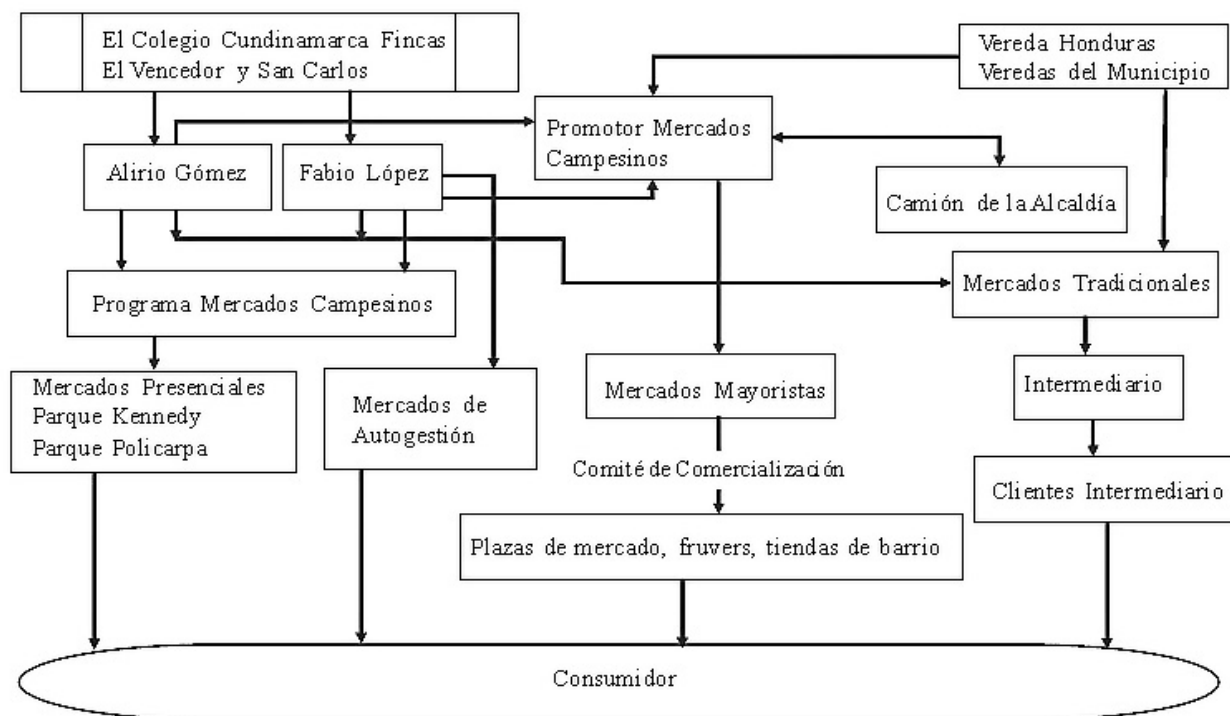 El Colegio Cundinamarca Fincas
El Vencedor y San Carlos
Vereda Honduras
Veredas del Municipio
Promotor Mercados
Campesinos
Alirio Gómez
Fabio López
Camión de la Alcaldía
Programa Mercados Campesinos
Mercados Tradicionales
Mercados Presenciales
Parque Kennedy
Parque Policarpa
Mercados de
Autogestión
Mercados Mayoristas
Intermediario
Comité de Comercialización
Clientes Intermediario
Plazas de mercado, fruvers, tiendas de barrio
Consumidor